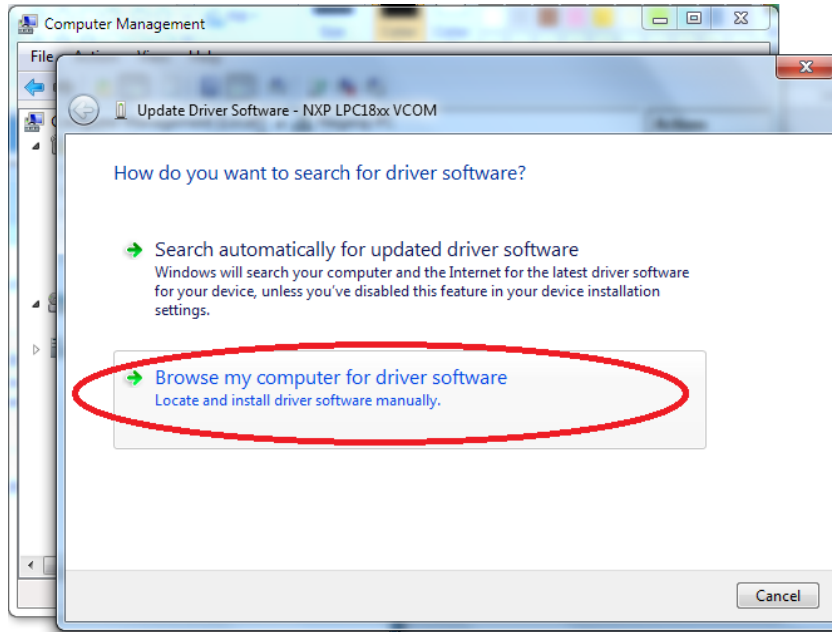 Computer Management
File
Update Driver Software - NXP LPC18xx VCOM
How do you want to search for driver software?
Search automatically for updated driver software
Windows will search your computer and the Internet for the latest driver software
for your device, unless you've disabled this feature in your device installation
settings.
Browse my computer for driver software
Locate and install driver software manually.
Cancel